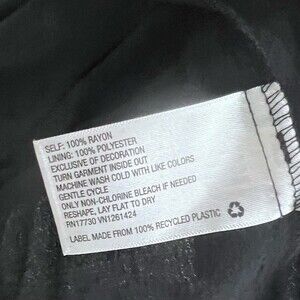 SELF: 100% RAYON
LINING: 100% POLYESTER
EXCLUSIVE OF DECORATION
TURN GARMENT INSIDE OUT
MACHINE WASH COLD WITH LIKE COLORS
GENTLE CYCLE
ONLY NON-CHLORINE BLEACH IF NEEDED
RESHAPE, LAY FLAT TO DRY
RN17730 VN1261424
LABEL MADE FROM 100% RECYCLED PLASTIC